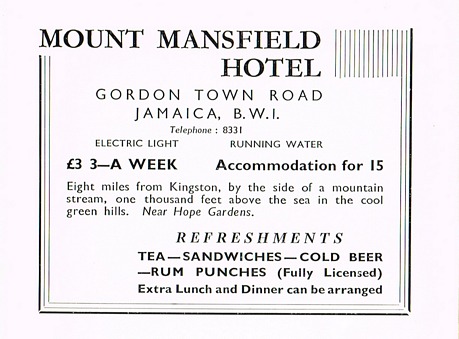 MOUNT MANSFIELD
HOTEL
GORDON TOWN ROAD
JAMAICA, B.W.I.
Telephone : 8331
ELECTRIC LIGHT RUNNING WATER
£3 3—A WEEK Accommodation for 15
Eight miles from Kingston, by the side of a mountain
stream, one thousand feet above the sea in the cool
green hills. Near Hope Gardens.
REFRESHMENTS
TEA—SANDWICHES—COLD BEER
—RUM PUNCHES (Fully Licensed)
Extra Lunch and Dinner can be arranged